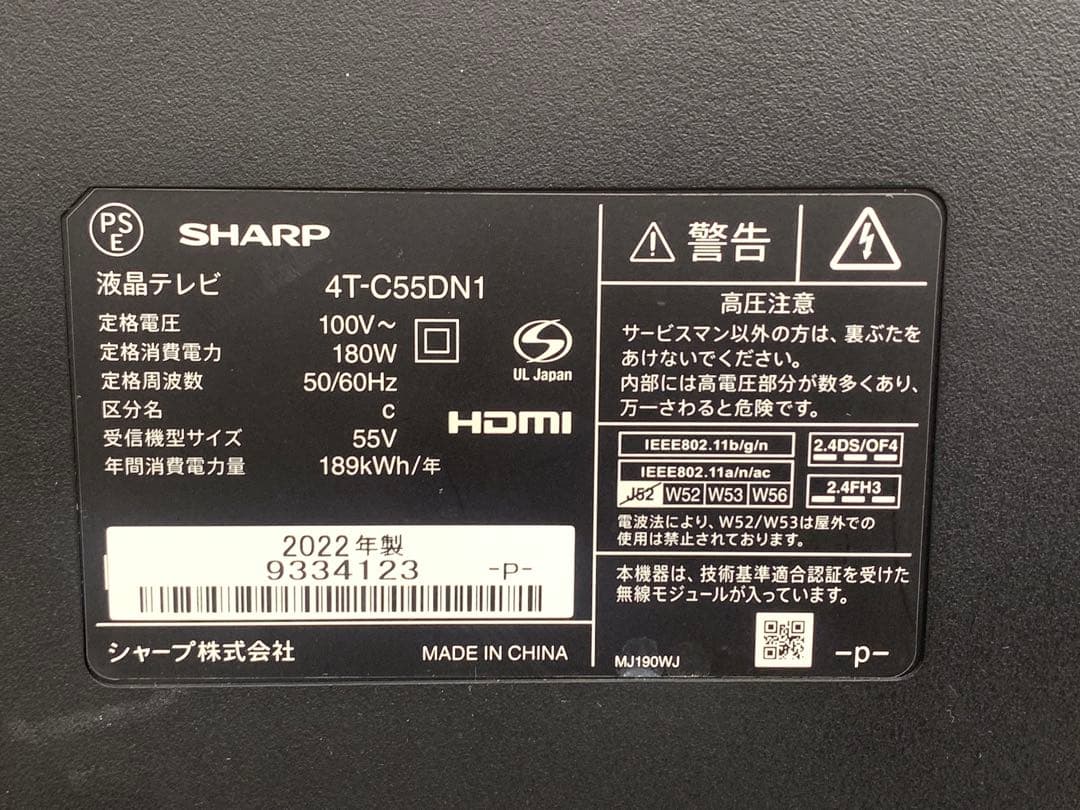 PS
E
SHARP
液晶テレビ 4T-C55DN1
定格電圧 100V～
定格消費電力 180W
定格周波数 50/60Hz
区分名 c
受信機型サイズ 55V
年間消費電力量 189kWh/年
UL Japan
HDMI
2022年製
9334123 -P-
シャープ株式会社 MADE IN CHINA
警告
高圧注意
サービスマン以外の方は、裏ぶたを
あけないでください。
内部には高電圧部分が数多くあり、
万一さわると危険です。
IEEE802.11b/g/n
IEEE802.11a/n/ac
J52 W52 W53 W56
2.4DS/OF4
2.4FH3
電波法により、W52/W53は屋外での
使用は禁止されております。
本機器は、技術基準適合認証を受けた
無線モジュールが入っています。
MJ190WJ -p-